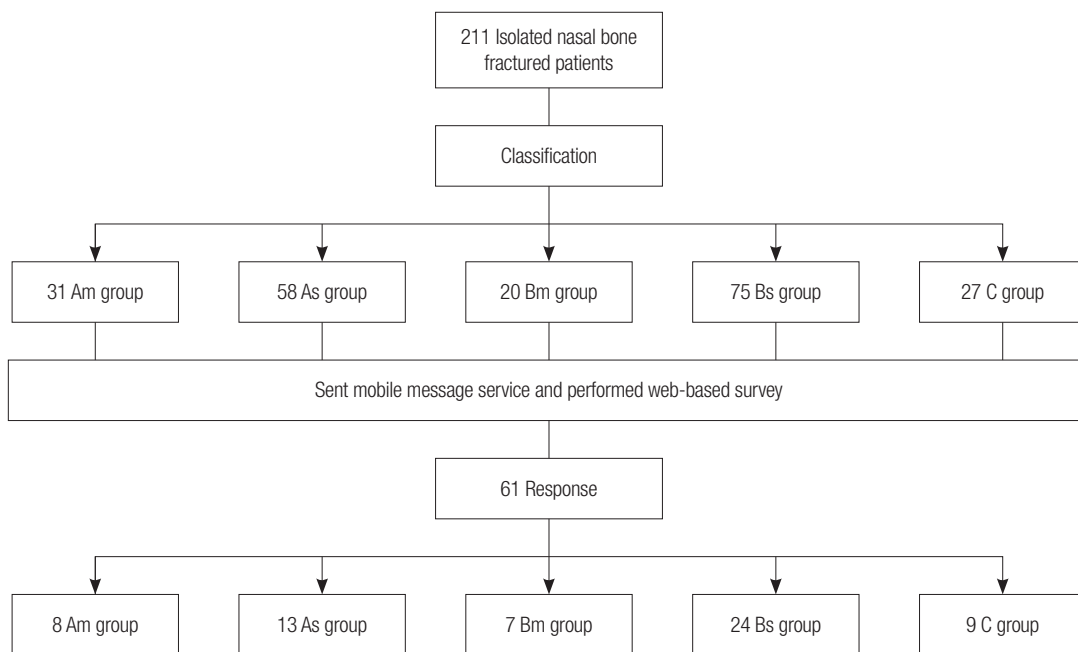 211 Isolated nasal bone
fractured patients
Classification
31 Am group
58 As group
20 Bm group
75 Bs group
27 C group
Sent mobile message service and performed web-based survey
61 Response
8 Am group
13 As group
7 Bm group
24 Bs group
9 C group